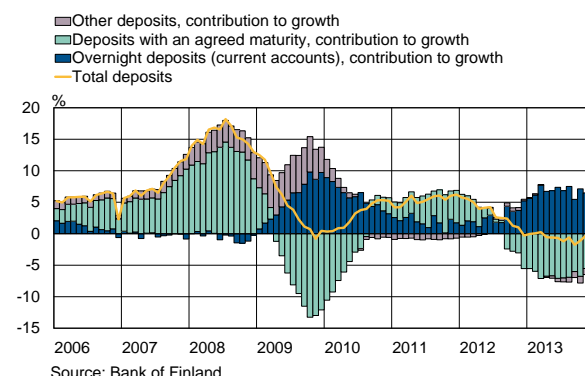 Other deposits, contribution to growth
Deposits with an agreed maturity, contribution to growth
Overnight deposits (current accounts), contribution to growth
Total deposits
%
20
15
10
5
0
-5
-10
-15
2006 2007 2008 2009 2010 2011 2012 2013
Source: Bank of Finland